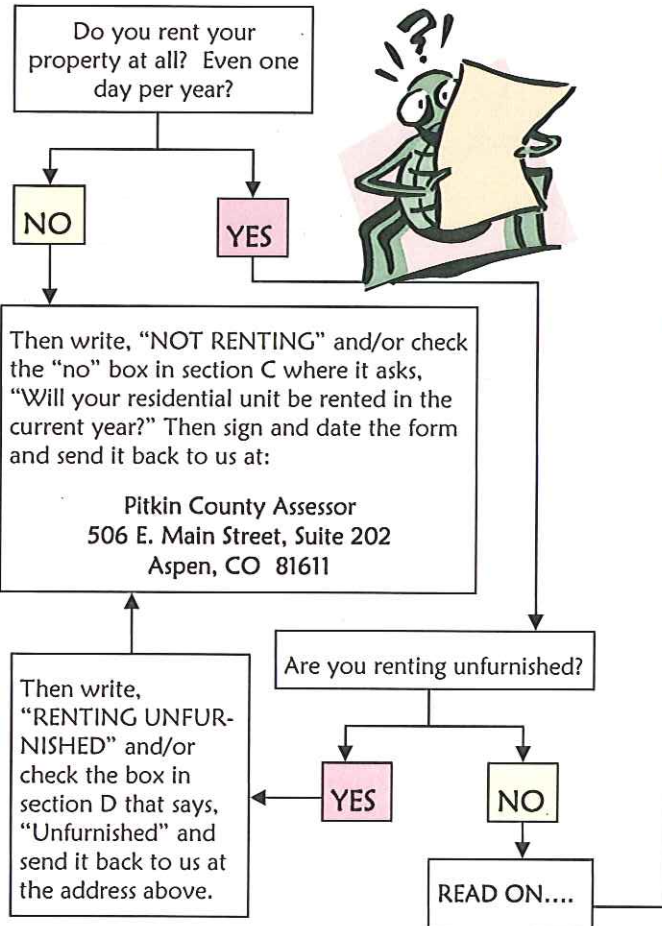 Do you rent your
property at all? Even one
day per year?
?!
NO
YES
Then write, “NOT RENTING” and/or check
the “no” box in section C where it asks,
“Will your residential unit be rented in the
current year?” Then sign and date the form
and send it back to us at:
Pitkin County Assessor
506 E. Main Street, Suite 202
Aspen, CO 81611
Are you renting unfurnished?
Then write,
“RENTING UNFUR-
NISHED” and/or
check the box in
section D that says,
“Unfurnished” and
send it back to us at
the address above.
YES
NO
READ ON....